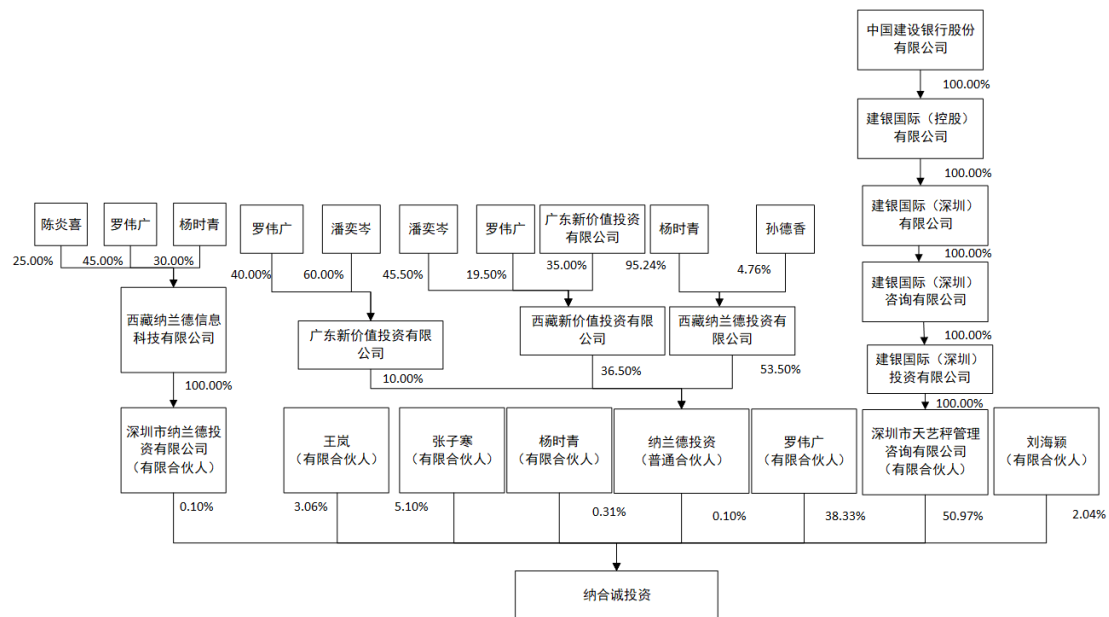 中国建设银行股份
有限公司
100.00%
建银国际（控股）
有限公司
100.00%
建银国际（深圳）
有限公司
100.00%
建银国际（深圳）
咨询有限公司
100.00%
建银国际（深圳）
投资有限公司
100.00%
陈炎喜
罗伟广
杨时青
25.00%
45.00%
30.00%
西藏纳兰德信息
科技有限公司
100.00%
罗伟广
潘奕岑
40.00%
60.00%
广东新价值投资有限
公司
10.00%
潘奕岑
罗伟广
广东新价值投资
有限公司
45.50%
19.50%
35.00%
西藏新价值投资有限
公司
36.50%
杨时青
孙德香
95.24%
4.76%
西藏纳兰德投资有
限公司
53.50%
深圳市纳兰德投
资有限公司
（有限合伙人）
王岚
（有限合伙人）
张子寒
（有限合伙人）
杨时青
（有限合伙人）
纳兰德投资
（普通合伙人）
罗伟广
（有限合伙人）
深圳市天艺秤管理
咨询有限公司
（有限合伙人）
刘海颖
（有限合伙人）
0.10%
3.06%
5.10%
0.31%
0.10%
38.33%
50.97%
2.04%
纳合诚投资